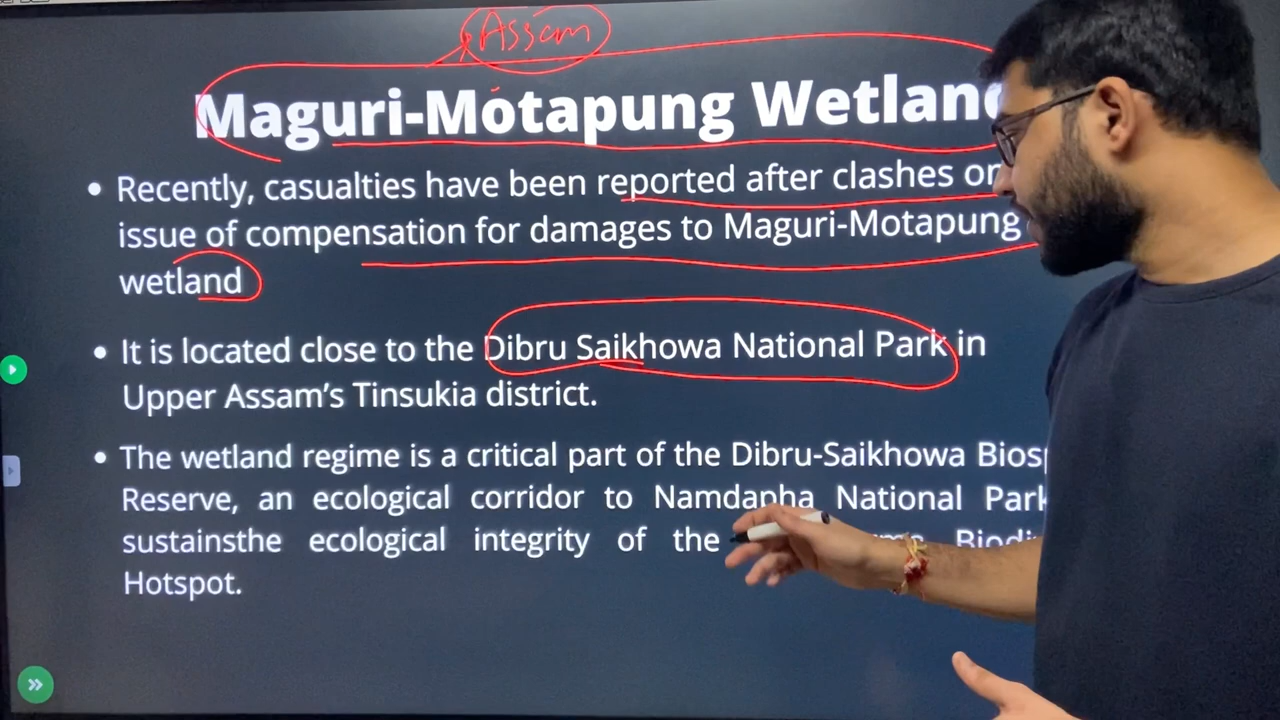 Assam
Maguri-Motapung Wetland
Recently, casualties have been reported after clashes on
issue of compensation for damages to Maguri-Motapung
wetland
It is located close to the Dibru Saikhowa National Park in
Upper Assam's Tinsukia district.
The wetland regime is a critical part of the Dibru-Saikhowa
Reserve, an ecological corridor to Namdapha National Park
sustainsthe ecological integrity of the
Hotspot.